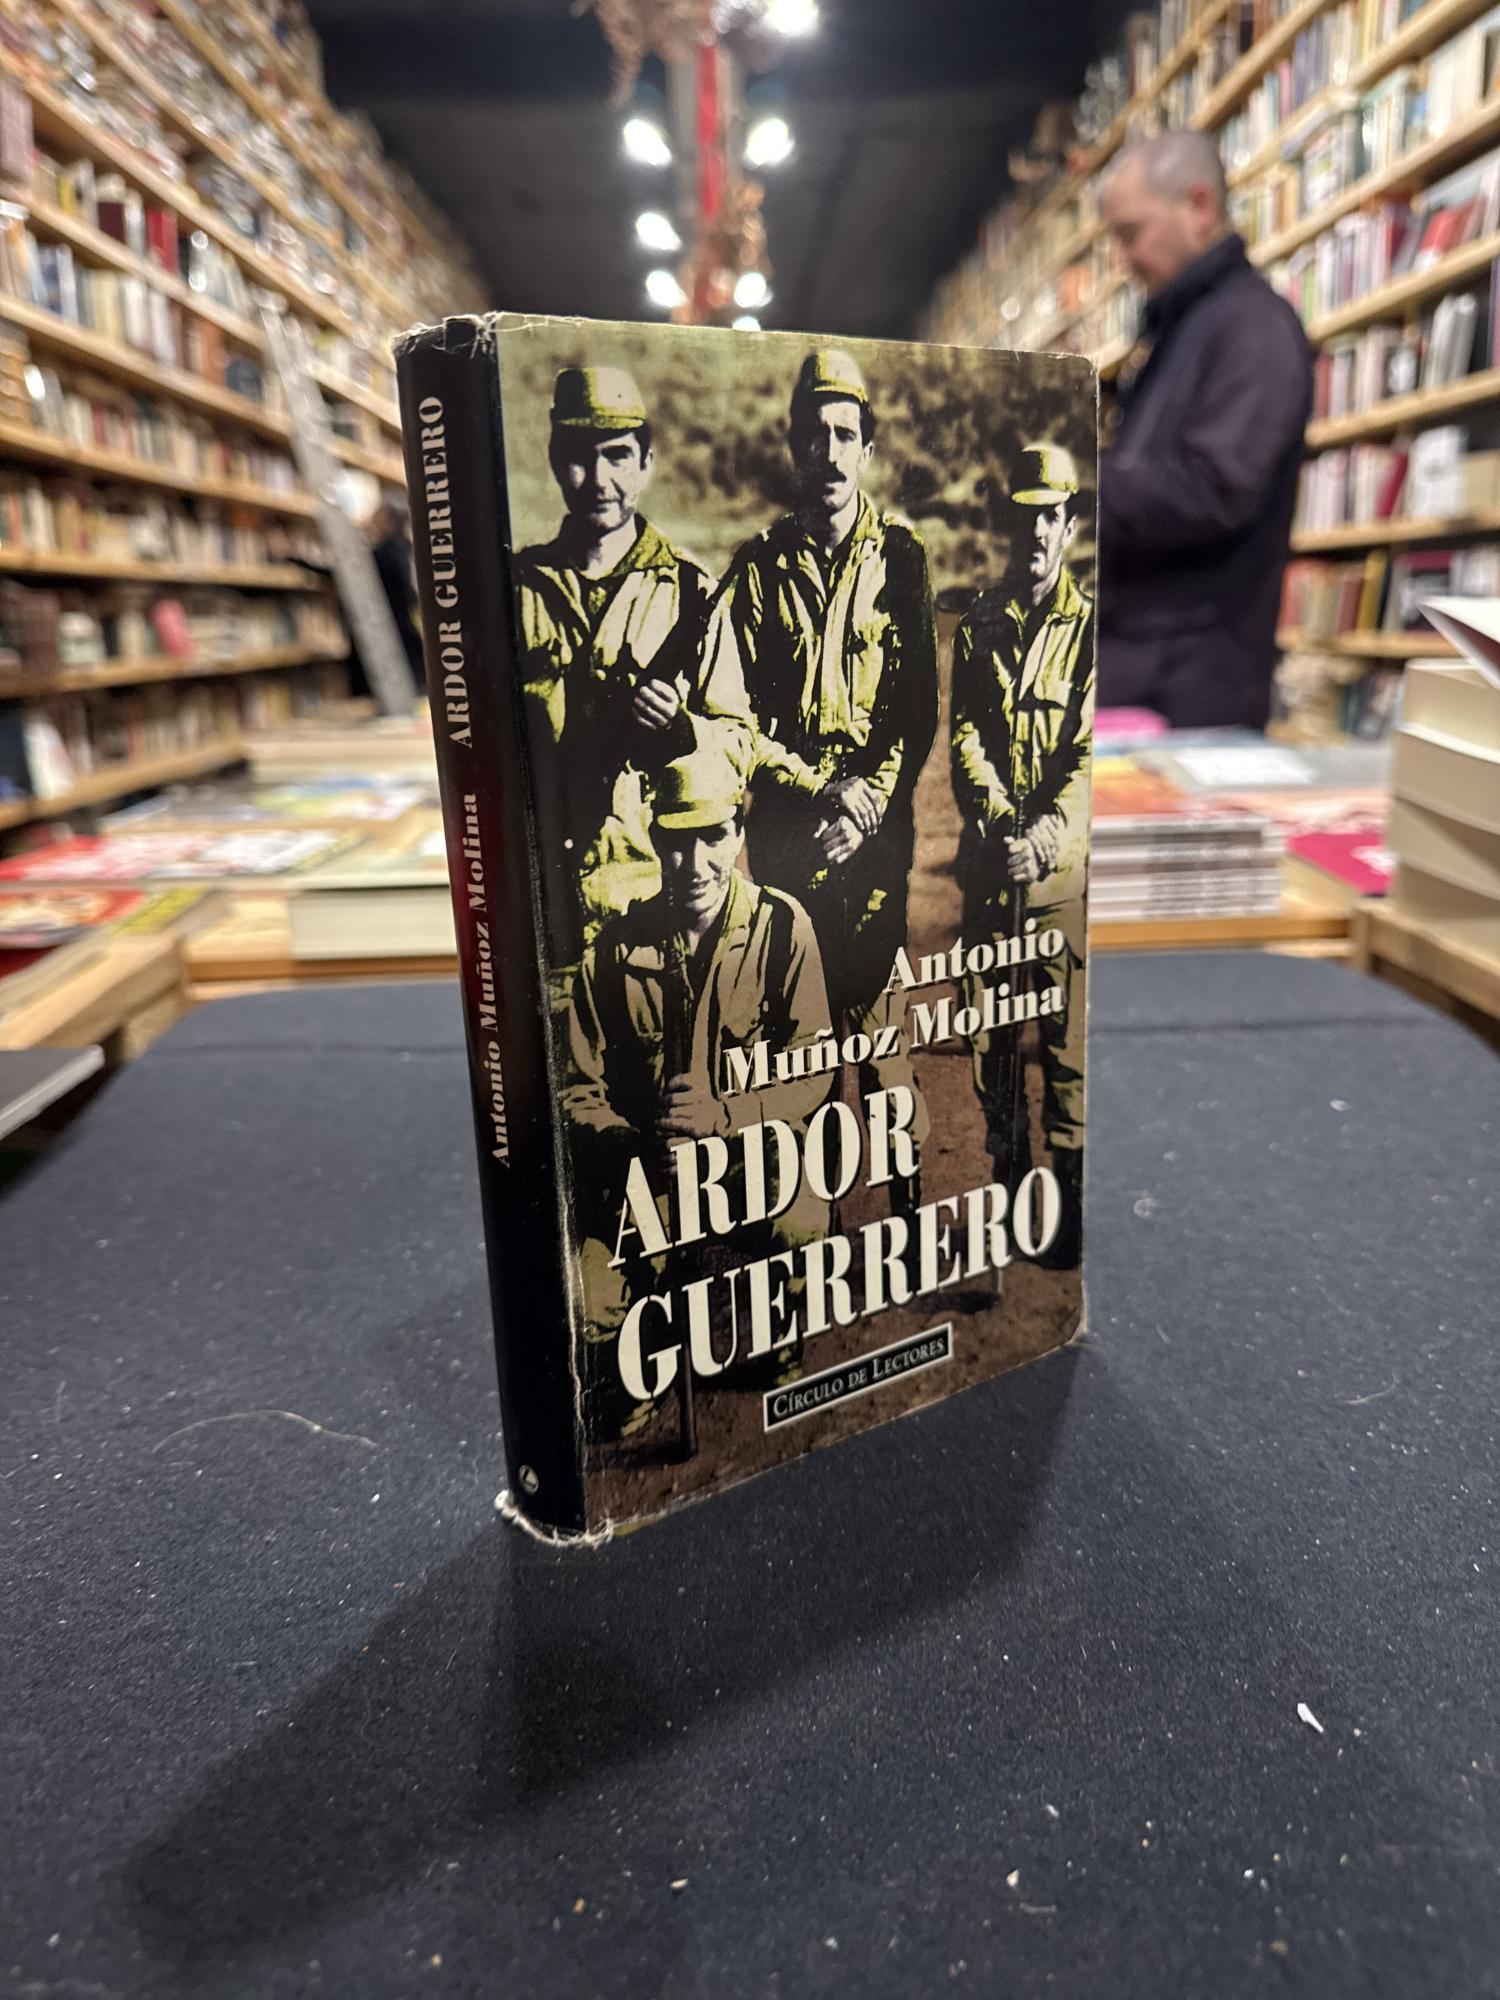 ARDOR GUERRERO
Antonio Muñoz Molina
Antonio
Muñoz Molina
ARDOR
GUERRERO
CÍRCULO DE LECTORES